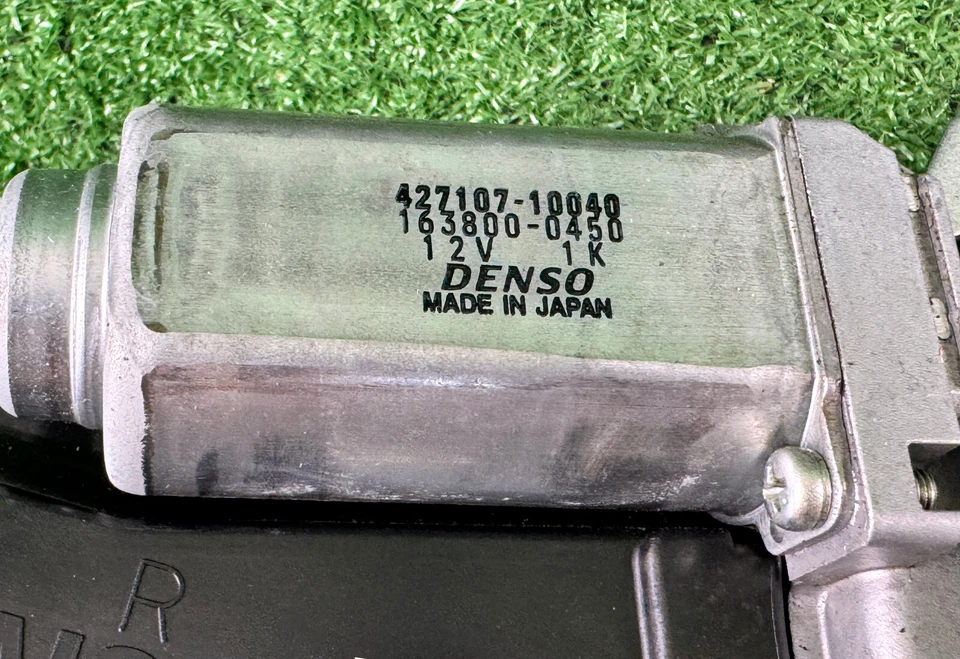 427107-10040
163800-0450
12V 1K
DENSO
MADE IN JAPAN
R